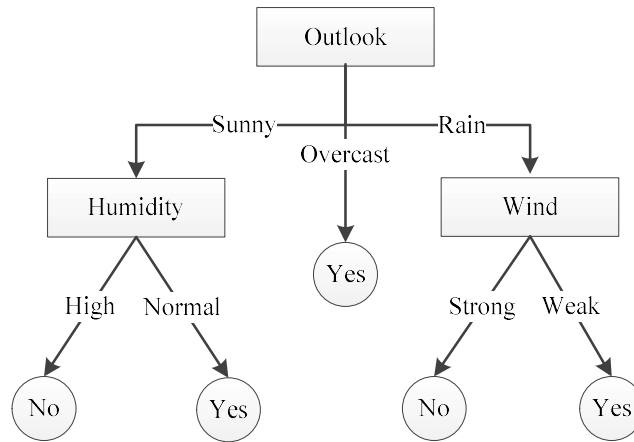 Outlook
Sunny
Rain
Overcast
Humidity
Wind
Yes
High
Normal
Strong
Weak
No
Yes
No
Yes